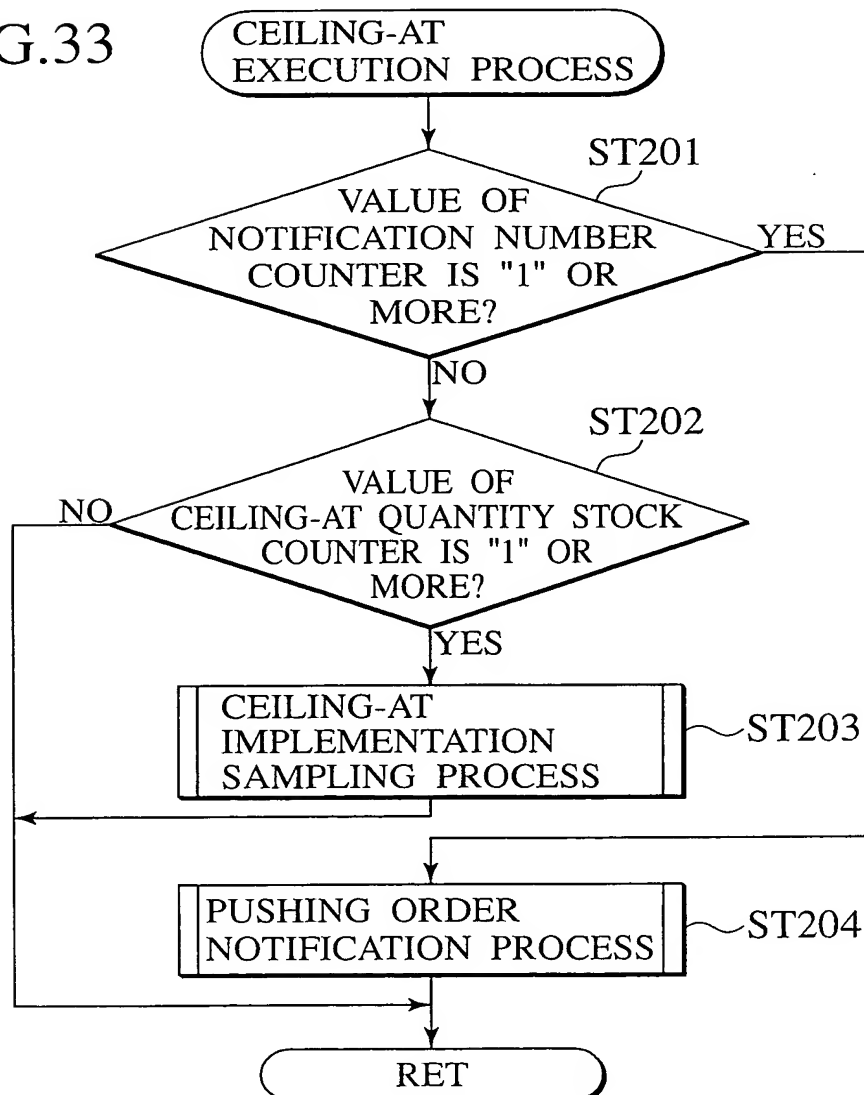 G.33
CEILING-AT
EXECUTION PROCESS
ST201
VALUE OF
NOTIFICATION NUMBER
COUNTER IS "1" OR
MORE?
YES
NO
ST202
VALUE OF
CEILING-AT QUANTITY STOCK
COUNTER IS "1" OR
MORE?
NO
YES
CEILING-AT
IMPLEMENTATION
SAMPLING PROCESS
ST203
PUSHING ORDER
NOTIFICATION PROCESS
ST204
RET